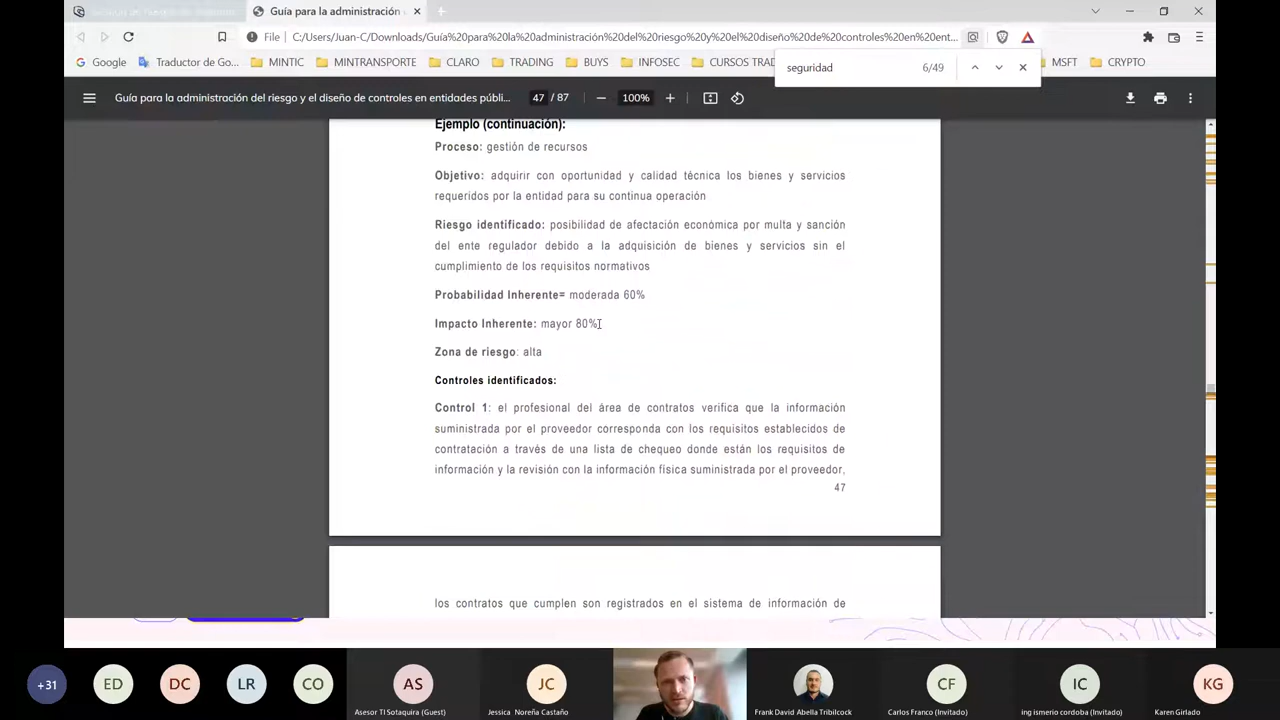 Guía para la administración
File C:/Users/Juan-C/Downloads/Guía%20para%20la%20administración%20del%20riesgo%20y%20el%20diseño%20de%20controles%20en%20ent...
Google Traductor de Go... MINTIC MINTRANSPORTE CLARO TRADING BUYS INFOSEC CURSOS TRAD MSFT CRYPTO
seguridad 6/49
Guía para la administración del riesgo y el diseño de controles en entidades públi... 47 / 87 100%
Ejemplo (continuación):
Proceso: gestión de recursos
Objetivo: adquirir con oportunidad y calidad técnica los bienes y servicios
requeridos por la entidad para su continua operación
Riesgo identificado: posibilidad de afectación económica por multa y sanción
del ente regulador debido a la adquisición de bienes y servicios sin el
cumplimiento de los requisitos normativos
Probabilidad Inherente= moderada 60%
Impacto Inherente: mayor 80%
Zona de riesgo: alta
Controles identificados:
Control 1: el profesional del área de contratos verifica que la información
suministrada por el proveedor corresponda con los requisitos establecidos de
contratación a través de una lista de chequeo donde están los requisitos de
información y la revisión con la información física suministrada por el proveedor,
47
los contratos que cumplen son registrados en el sistema de información de
+31 ED DC LR CO AS JC CF IC KG
Asesor TI Sotaquira (Guest) Jessica Noreña Castaño Frank David Abella Tribilcock Carlos Franco (Invitado) ing ismerio cordoba (Invitado) Karen Girlado